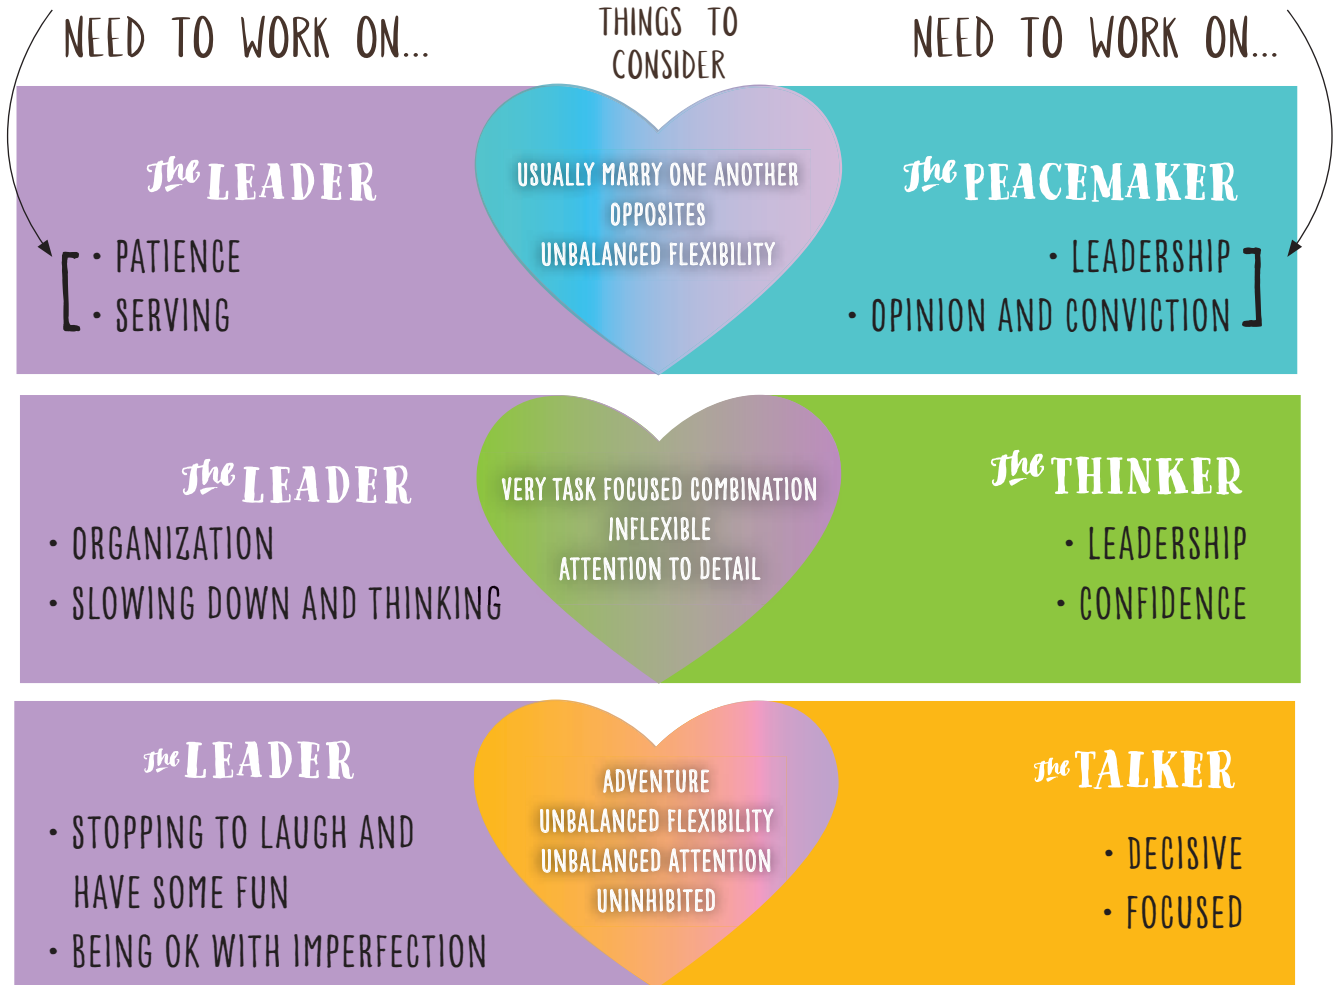 NEED TO WORK ON...
THINGS TO
CONSIDER
NEED TO WORK ON...
The LEADER
• PATIENCE
• SERVING
USUALLY MARRY ONE ANOTHER
OPPOSITES
UNBALANCED FLEXIBILITY
The PEACEMAKER
• LEADERSHIP
• OPINION AND CONVICTION
The LEADER
• ORGANIZATION
• SLOWING DOWN AND THINKING
VERY TASK FOCUSED COMBINATION
INFLEXIBLE
ATTENTION TO DETAIL
The THINKER
• LEADERSHIP
• CONFIDENCE
The LEADER
• STOPPING TO LAUGH AND
HAVE SOME FUN
• BEING OK WITH IMPERFECTION
ADVENTURE
UNBALANCED FLEXIBILITY
UNBALANCED ATTENTION
UNINHIBITED
The TALKER
• DECISIVE
• FOCUSED